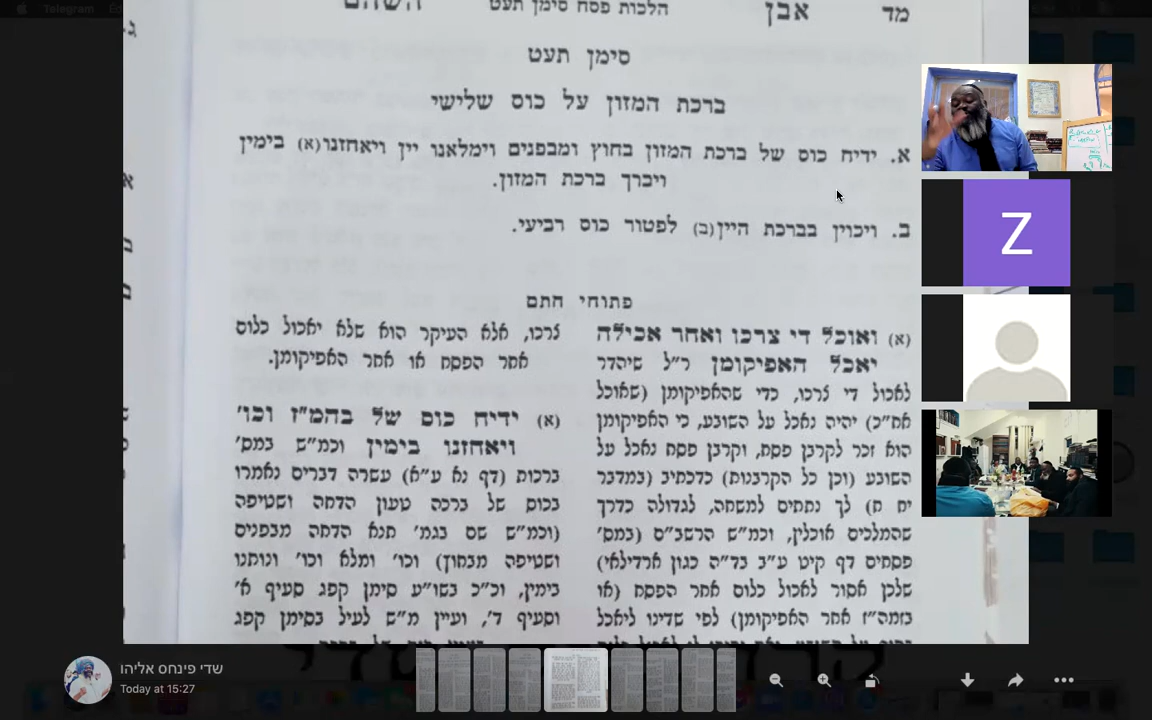 Telegram
מד אבן הלכות פסח סימן תעט השהם
סימן תעט
ברכת המזון על כוס שלישי
א. ידיח כוס של ברכת המזון בחוץ ומבפנים וימלאנו יין ויאחזנו(א) בימין
ויברך ברכת המזון.
ב. ויכוין בברכת היין(ב) לפטור כוס רביעי.
פתוחי חתם
(א) ואוכל די צרכו ואחר אכילה
יאכל האפיקומן ר"ל שיהדר
לאכול די צרכו, כדי שהאפיקומן (שאוכל
אח"כ) יהיה נאכל על השובע, כי האפיקומן
הוא זכר לקרבן פסח, וקרבן פסח נאכל על
השובע (וכן כל הקרבנות) כדכתיב (במדבר
יח ח) לך נתתים למשחה, לגדולה כדרך
שהמלכים אוכלין, וכמ"ש הרשב"ם (במס'
פסחים דף קיט ע"ב בד"ה כגון ארדילאי)
שלכן אסור לאכול כלום אחר הפסח (או
בזמה"ז אחר האפיקומן) לפי שדינו ליאכל
צרכו, אלא העיקר הוא שלא יאכול כלום
אחר הפסח או אחר האפיקומן.
(א) ידיח כוס של בהמ"ז וכו'
ויאחזנו בימין וכמ"ש במס'
ברכות (דף נא ע"א) עשרה דברים נאמרו
בכוס של ברכה טעון הדחה ושטיפה
(וכמ"ש שם בגמ' תנא הדחה מבפנים
ושטיפה מבחוץ) וכו' ומלא וכו' ונותנו
בימין, וכ"כ בשו"ע סימן קפג סעיף א'
וסעיף ד', ועיין מ"ש לעיל בסימן קפג
Z
שדי פינחס אליהו
Today at 15:27